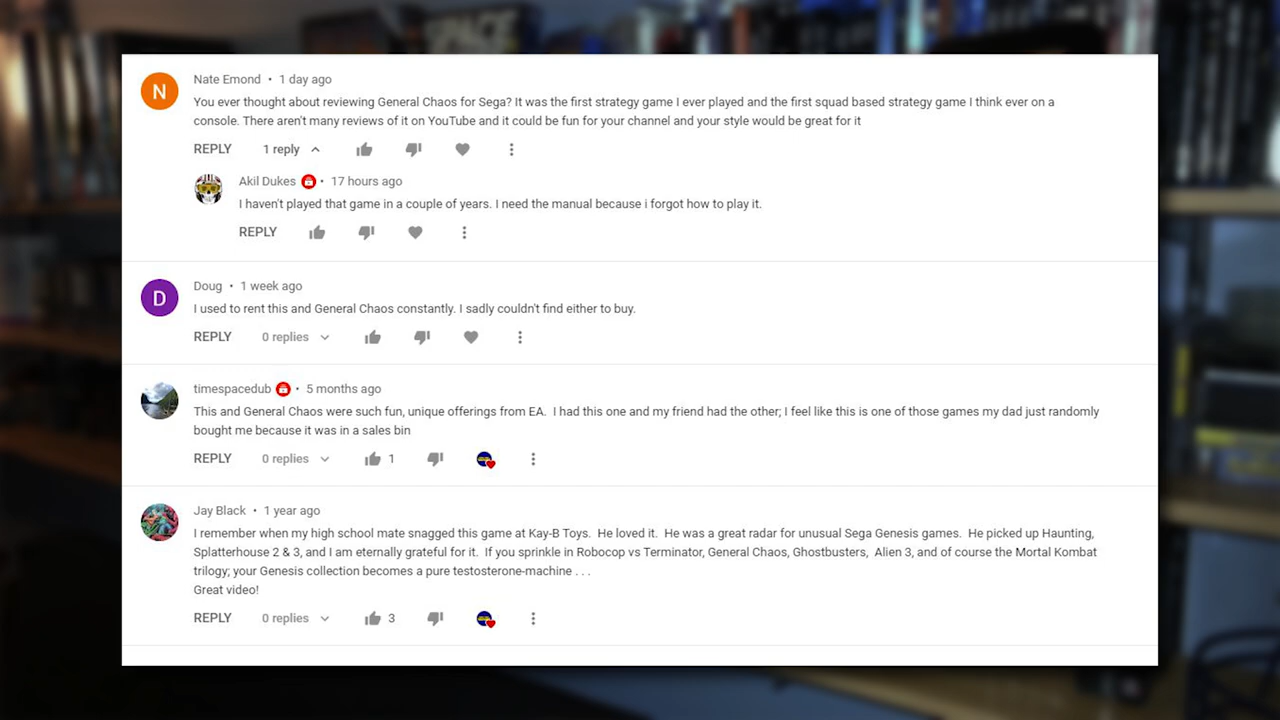 SPACE
N
Nate Emond • 1 day ago
You ever thought about reviewing General Chaos for Sega? It was the first strategy game I ever played and the first squad based strategy game I think ever on a
console. There aren't many reviews of it on YouTube and it could be fun for your channel and your style would be great for it
REPLY 1 reply
Akil Dukes • 17 hours ago
I haven't played that game in a couple of years. I need the manual because i forgot how to play it.
REPLY
D
Doug • 1 week ago
I used to rent this and General Chaos constantly. I sadly couldn't find either to buy.
REPLY 0 replies
timespacedub • 5 months ago
This and General Chaos were such fun, unique offerings from EA. I had this one and my friend had the other; I feel like this is one of those games my dad just randomly
bought me because it was in a sales bin
REPLY 0 replies 1
Jay Black • 1 year ago
I remember when my high school mate snagged this game at Kay-B Toys. He loved it. He was a great radar for unusual Sega Genesis games. He picked up Haunting,
Splatterhouse 2 & 3, and I am eternally grateful for it. If you sprinkle in Robocop vs Terminator, General Chaos, Ghostbusters, Alien 3, and of course the Mortal Kombat
trilogy; your Genesis collection becomes a pure testosterone-machine . . .
Great video!
REPLY 0 replies 3